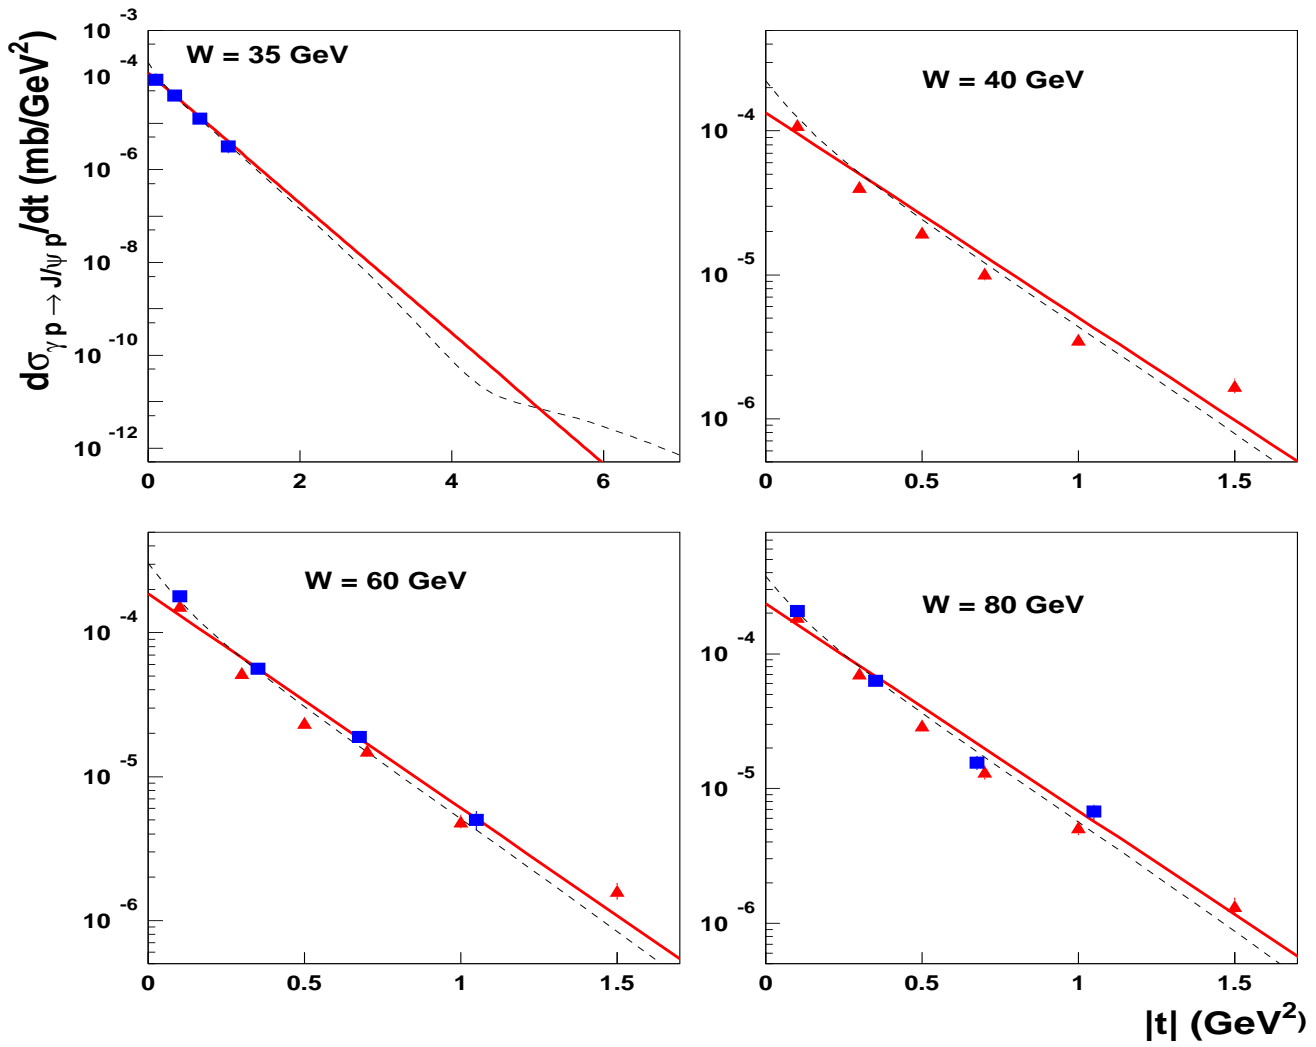 dσγ p → J/ψ p/dt (mb/GeV²)
W = 35 GeV
10 -3
10 -4
10 -6
10 -8
10 -10
10 -12
0 2 4 6
W = 40 GeV
10 -4
10 -5
10 -6
0 0.5 1 1.5
W = 60 GeV
10 -4
10 -5
10 -6
0 0.5 1 1.5
W = 80 GeV
10 -4
10 -5
10 -6
0 0.5 1 1.5
|t| (GeV²)